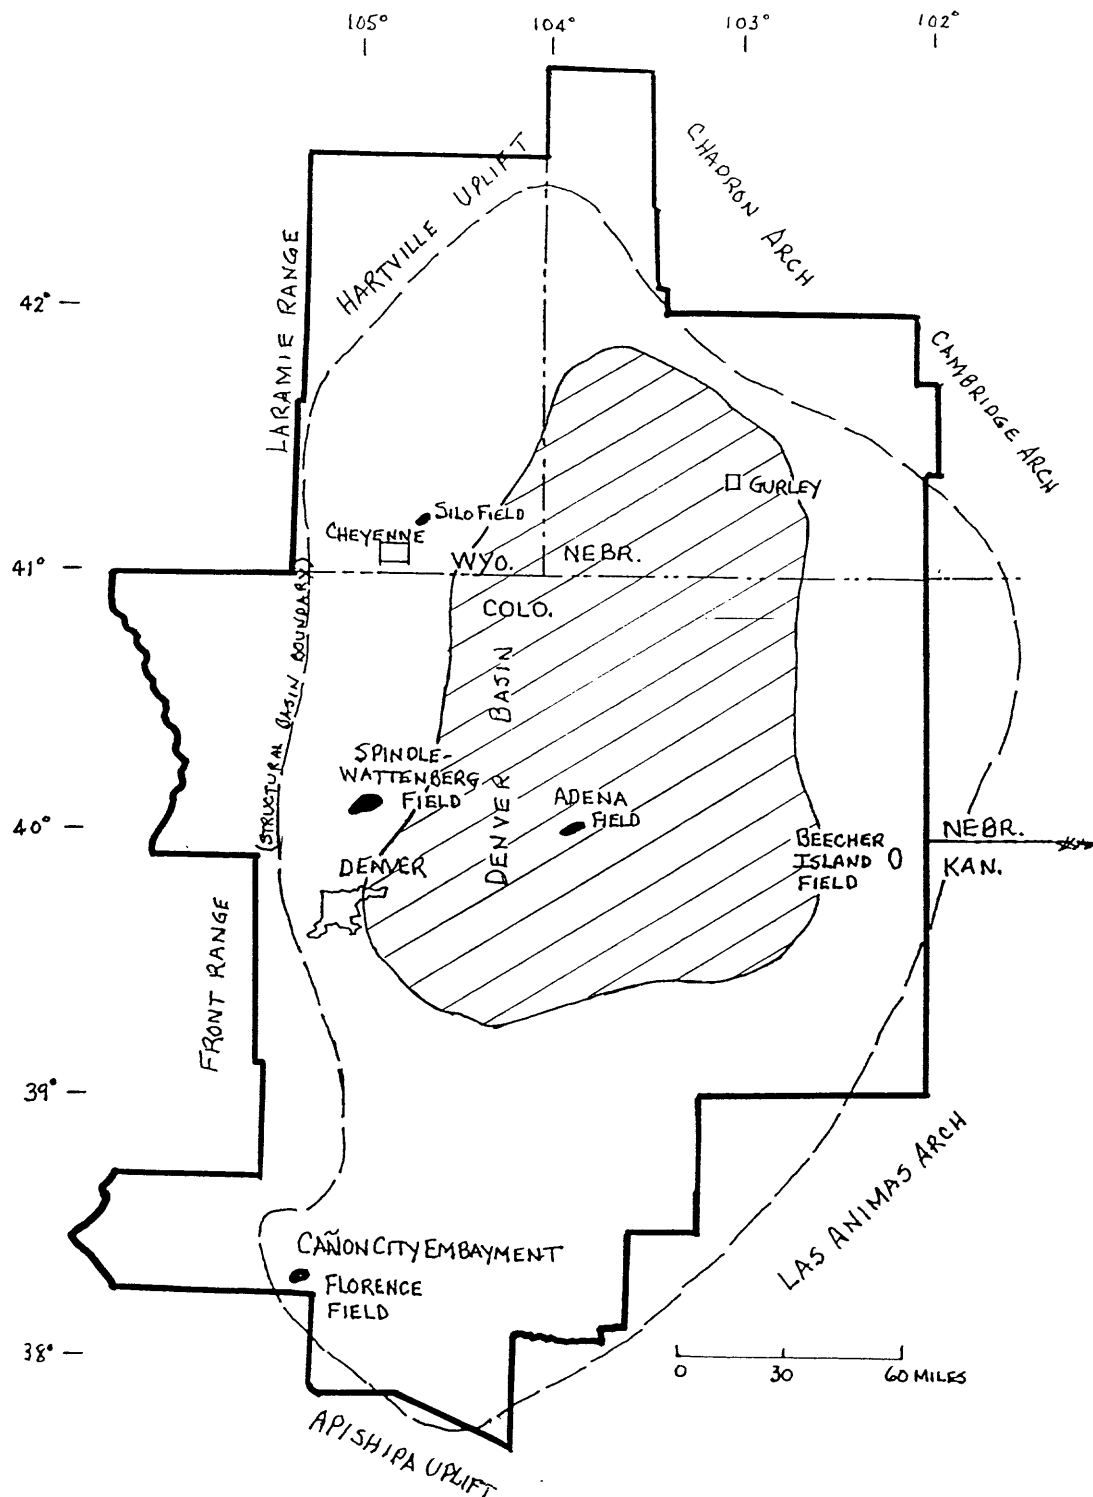 105° 104° 103° 102°
CHADRON ARCH
HARTVILLE UPLIFT
LARAMIE RANGE
42°
CAMBRIDGE ARCH
GURLEY
SILO FIELD
CHEYENNE
WYO.
NEBR.
41°
COLO.
(STRUCTURAL BASIN BOUNDARY)
DENVER BASIN
SPINDLE-
WATTENBERG
FIELD
ADENA
FIELD
40°
NEBR.
KAN.
BEECHER
ISLAND
FIELD
DENVER
FRONT RANGE
39°
LAS ANIMAS ARCH
CAÑON CITY EMBAYMENT
FLORENCE
FIELD
38°
0 30 60 MILES
APISHIPA UPLIFT